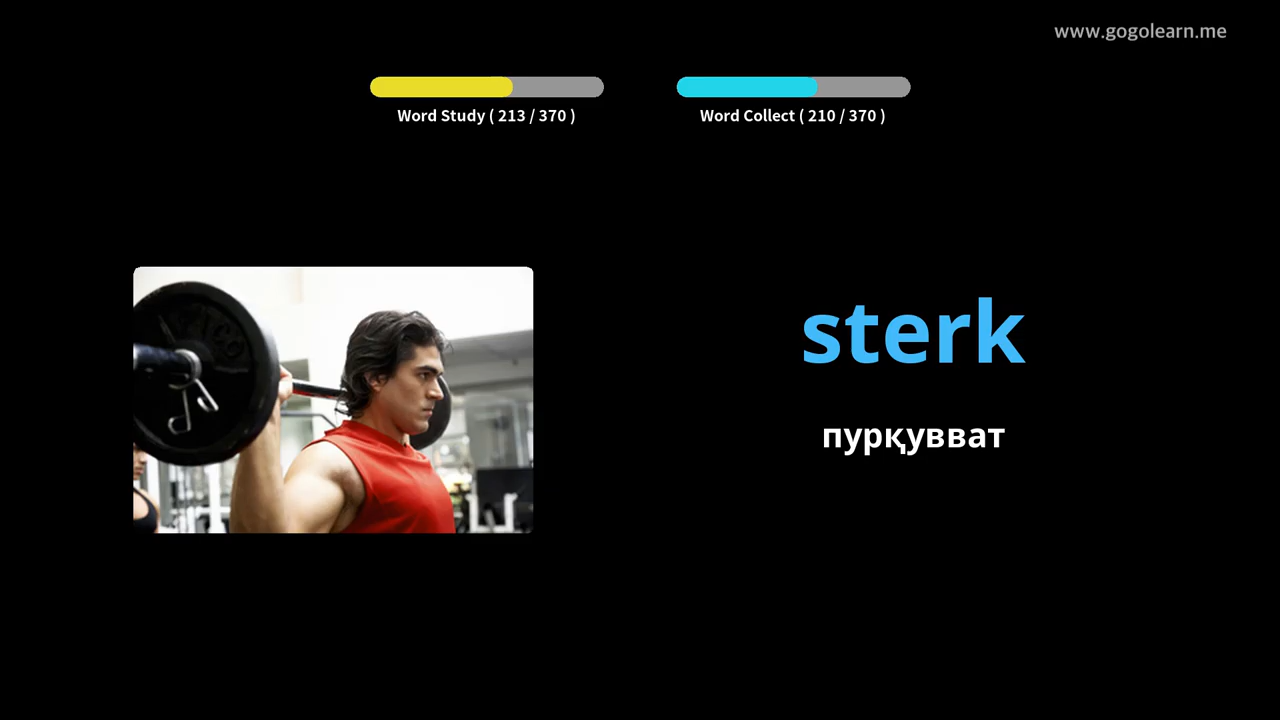 www.gogolearn.me
Word Study ( 213 / 370 )
Word Collect ( 210 / 370 )
sterk
пурқувват